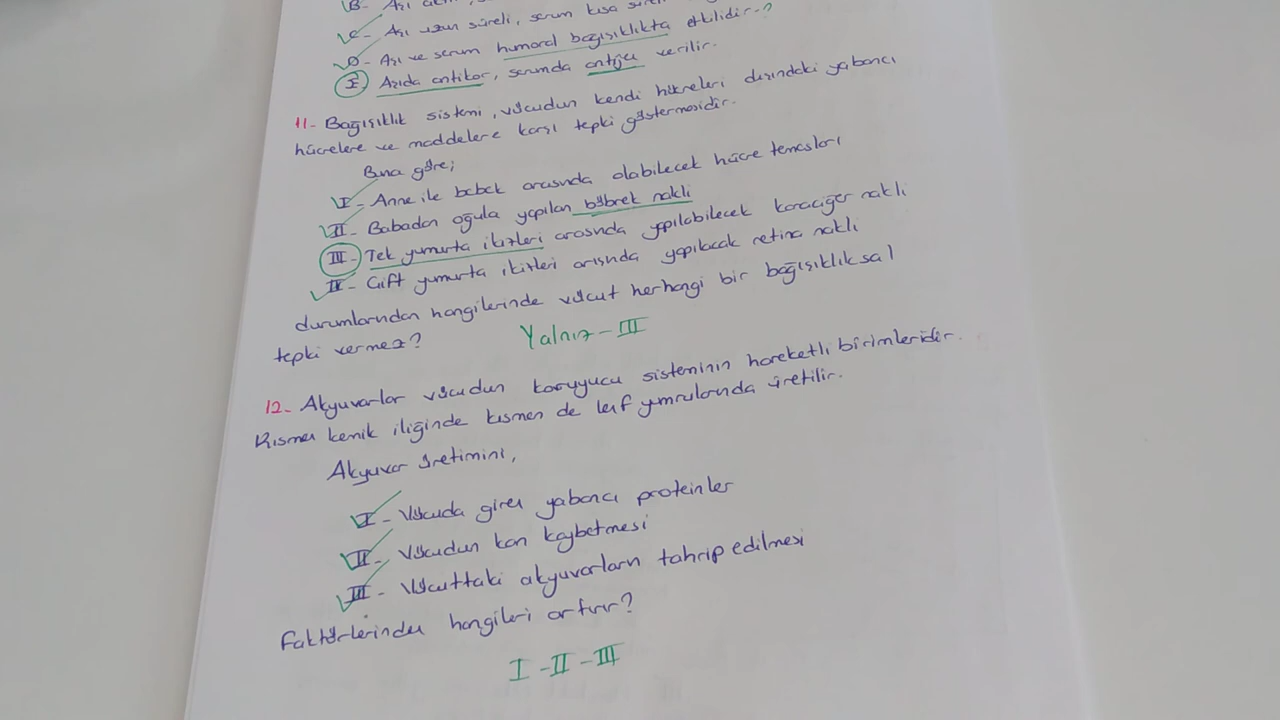 B- Aşı
C- Aşı uzun süreli, serum kısa
D- Aşı ve serum humoral bağışıklıkta etkilidir.?
E- Aşıda antikor, serumda antijen verilir.
11- Bağışıklık sistemi, vücudun kendi hücreleri dışındaki yabancı
hücrelere ve maddelere karşı tepki göstermesidir.
Buna göre;
I- Anne ile bebek arasında olabilecek hücre temasları
II- Babadan oğula yapılan böbrek nakli
III- Tek yumurta ikizleri arasında yapılabilecek karaciğer nakli
IV- Çift yumurta ikizleri arasında yapılacak retina nakli
durumlarından hangilerinde vücut herhangi bir bağışıklıksal
tepki vermez?
Yalnız-III
12- Akyuvarlar vücudun koruyucu sisteminin hareketli birimleridir.
Kısmen kemik iliğinde kısmen de lenf yumrularında üretilir.
Akyuvar üretimini,
I- Vücuda giren yabancı proteinler
II- Vücudun kan kaybetmesi
III- Vücuttaki akyuvarların tahrip edilmesi
faktörlerinden hangileri artırır?
I-II-III